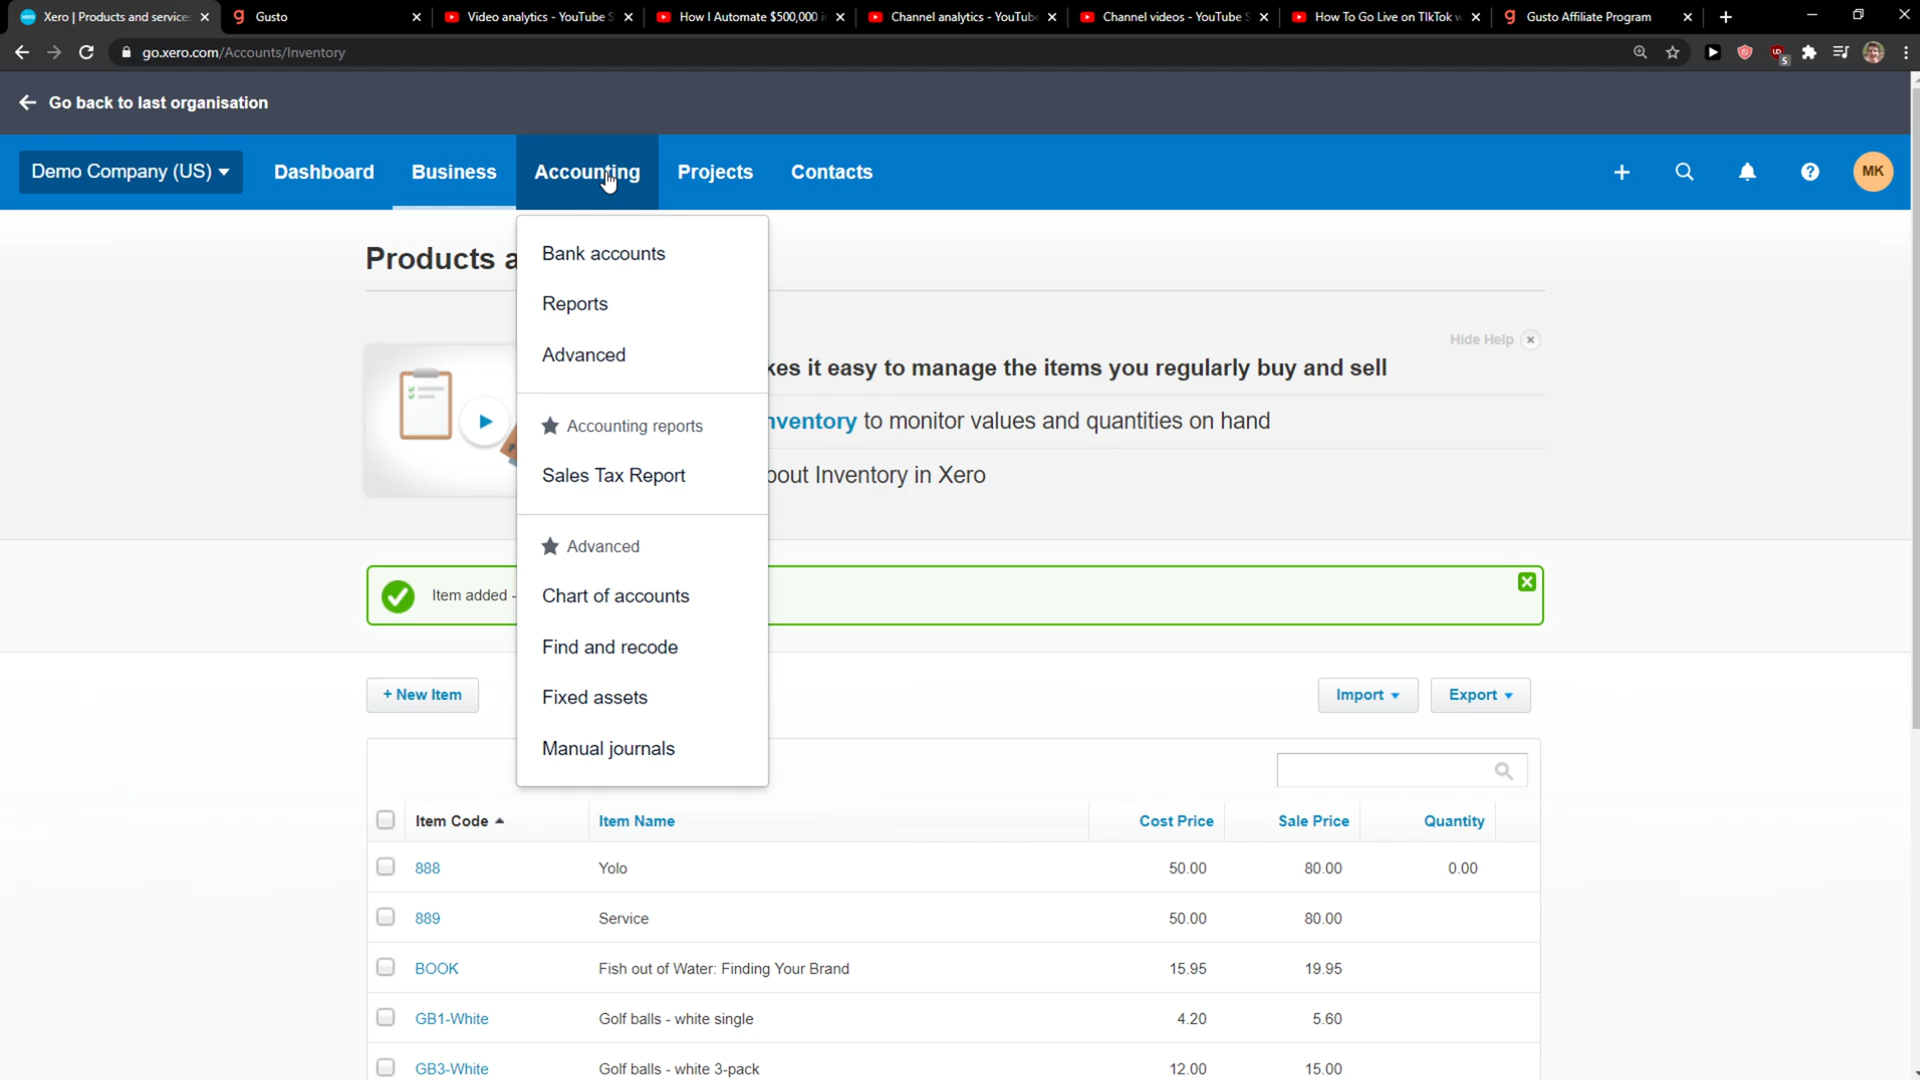 Xero | Products and services
Gusto
Video analytics - YouTube S
How I Automate $500,000 i
Channel analytics - YouTub
Channel videos - YouTube S
How To Go Live on TIkTok w
Gusto Affiliate Program
go.xero.com/Accounts/Inventory
5
Go back to last organisation
Demo Company (US)
Dashboard
Business
Accounting
Projects
Contacts
MK
Products a
Bank accounts
Reports
Advanced
Accounting reports
Sales Tax Report
Advanced
Chart of accounts
Find and recode
Fixed assets
Manual journals
Hide Help
kes it easy to manage the items you regularly buy and sell
nventory to monitor values and quantities on hand
bout Inventory in Xero
Item added -
+ New Item
Import
Export
Item Code
Item Name
Cost Price
Sale Price
Quantity
888
Yolo
50.00
80.00
0.00
889
Service
50.00
80.00
BOOK
Fish out of Water: Finding Your Brand
15.95
19.95
GB1-White
Golf balls - white single
4.20
5.60
GB3-White
Golf balls - white 3-pack
12.00
15.00